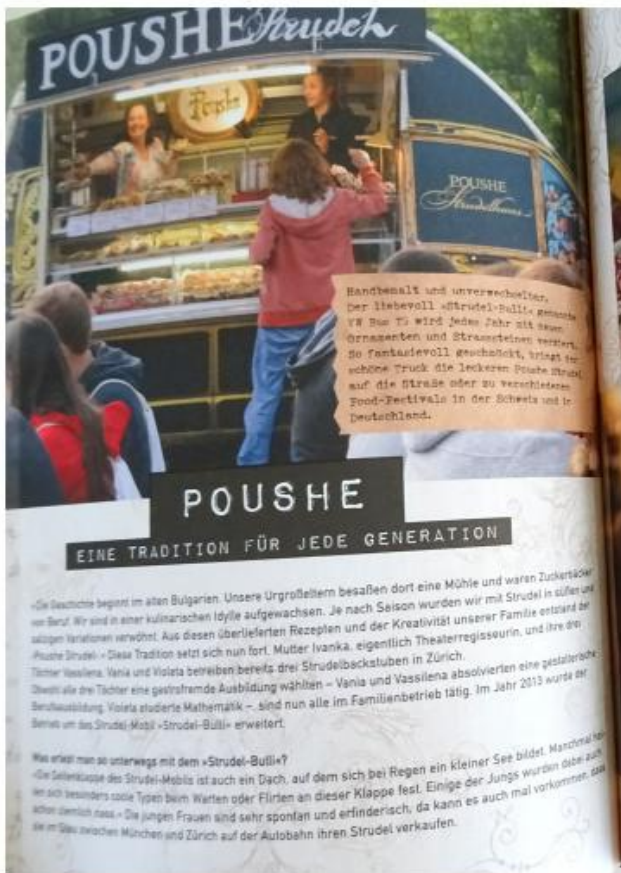 POUSHE Strudel
Poushe
POUSHE
Strudelhaus
Handbemalt und unverwechselbar.
Der liebevoll »Strudel-Bulli« genannte
VW Bus T2 wird jedes Jahr mit neuen
Ornamenten und Strasssteinen verziert.
So fantasievoll geschmückt, bringt der
schöne Truck die leckeren Poushe Strudel
auf die Straße oder zu verschiedenen
Food-Festivals in der Schweiz und in
Deutschland.
POUSHE
EINE TRADITION FÜR JEDE GENERATION
»Die Geschichte beginnt im alten Bulgarien. Unsere Urgroßeltern besaßen dort eine Mühle und waren Zuckerbäcker
von Beruf. Wir sind in einer kulinarischen Idylle aufgewachsen. Je nach Saison wurden wir mit Strudel in süßen und
salzigen Variationen verwöhnt. Aus diesen überlieferten Rezepten und der Kreativität unserer Familie entstand der
›Poushe Strudel‹.« Diese Tradition setzt sich nun fort. Mutter Ivanka, eigentlich Theaterregisseurin, und ihre drei
Töchter Vassilena, Vania und Violeta betreiben bereits drei Strudelbackstuben in Zürich.
Obwohl alle drei Töchter eine gastrofremde Ausbildung wählten – Vania und Vassilena absolvierten eine gestalterische
Berufsausbildung, Violeta studierte Mathematik –, sind nun alle im Familienbetrieb tätig. Im Jahr 2013 wurde der
Betrieb um das Strudel-Mobil »Strudel-Bulli« erweitert.
Was erlebt man so unterwegs mit dem »Strudel-Bulli«?
»Die Seitenklappe des Strudel-Mobils ist auch ein Dach, auf dem sich bei Regen ein kleiner See bildet. Manchmal hal-
ten sich besonders coole Typen beim Warten oder Flirten an dieser Klappe fest. Einige der Jungs wurden dabei auch
schon ziemlich nass.« Die jungen Frauen sind sehr spontan und erfinderisch, da kann es auch mal vorkommen, dass
sie im Stau zwischen München und Zürich auf der Autobahn ihren Strudel verkaufen.